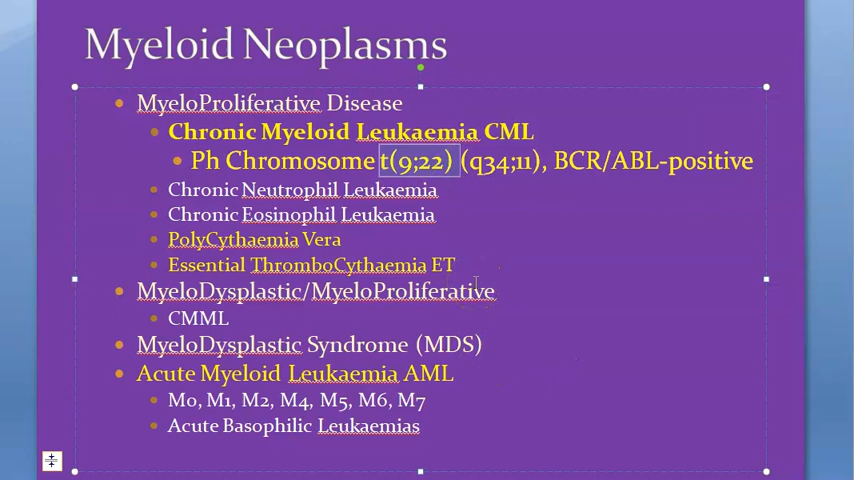 Myeloid Neoplasms
MyeloProliferative Disease
Chronic Myeloid Leukaemia CML
Ph Chromosome t(9;22) (q34;11), BCR/ABL-positive
Chronic Neutrophil Leukaemia
Chronic Eosinophil Leukaemia
PolyCythaemia Vera
Essential ThromboCythaemia ET
MyeloDysplastic/MyeloProliferative
CMML
MyeloDysplastic Syndrome (MDS)
Acute Myeloid Leukaemia AML
M0, M1, M2, M4, M5, M6, M7
Acute Basophilic Leukaemias